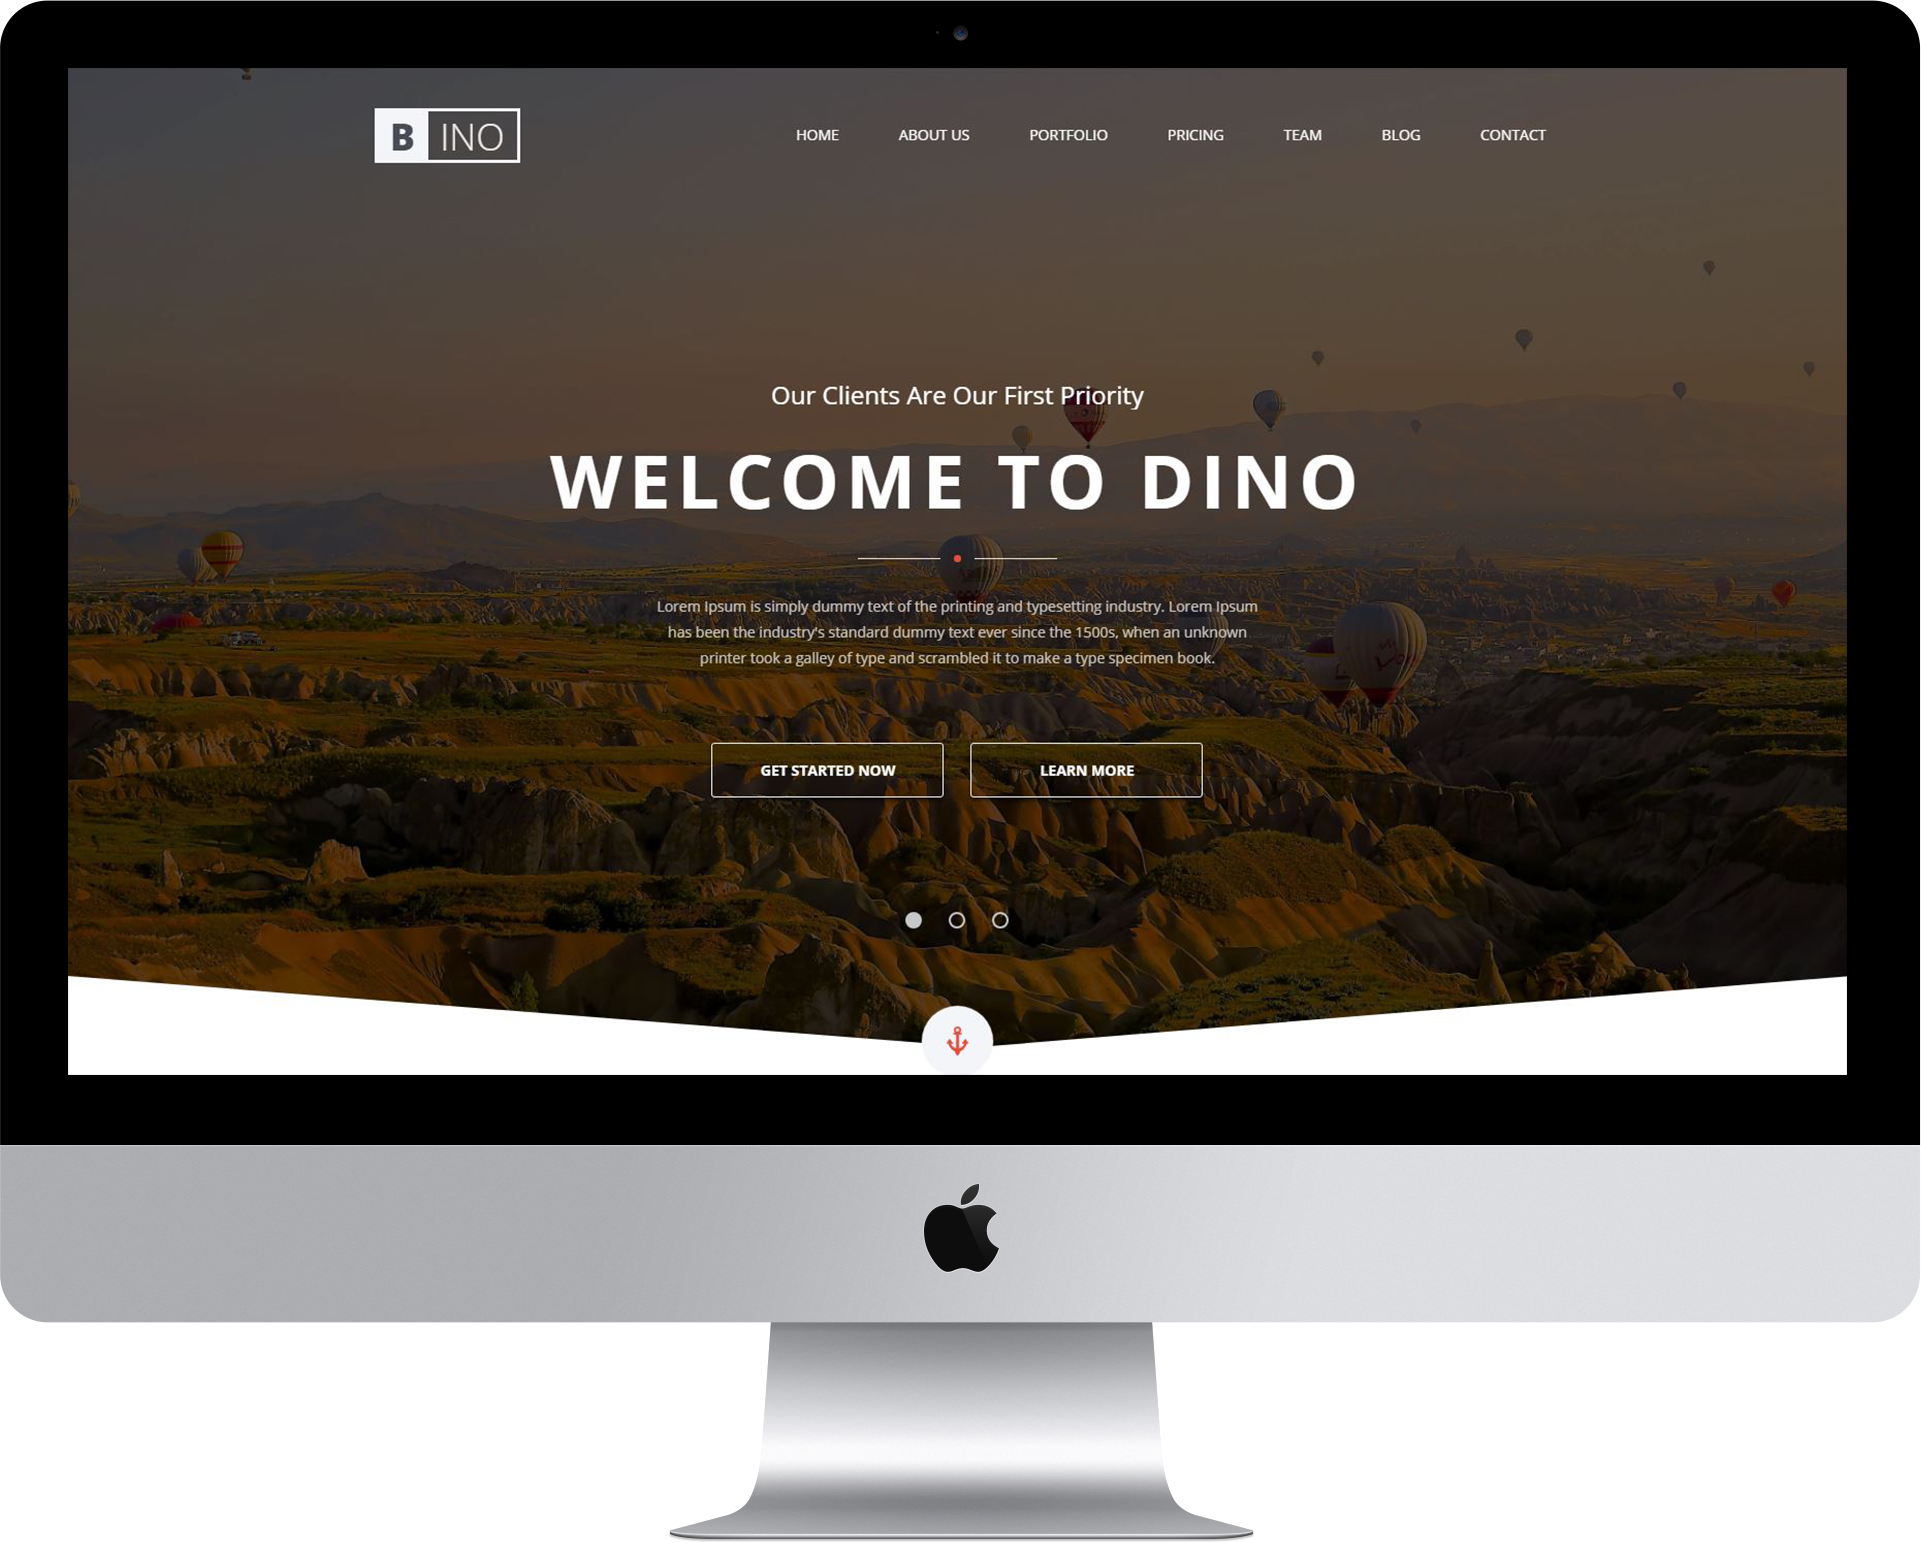 B INO
HOME ABOUT US PORTFOLIO PRICING TEAM BLOG CONTACT
Our Clients Are Our First Priority
WELCOME TO DINO
Lorem Ipsum is simply dummy text of the printing and typesetting industry. Lorem Ipsum
has been the industry's standard dummy text ever since the 1500s, when an unknown
printer took a galley of type and scrambled it to make a type specimen book.
GET STARTED NOW LEARN MORE